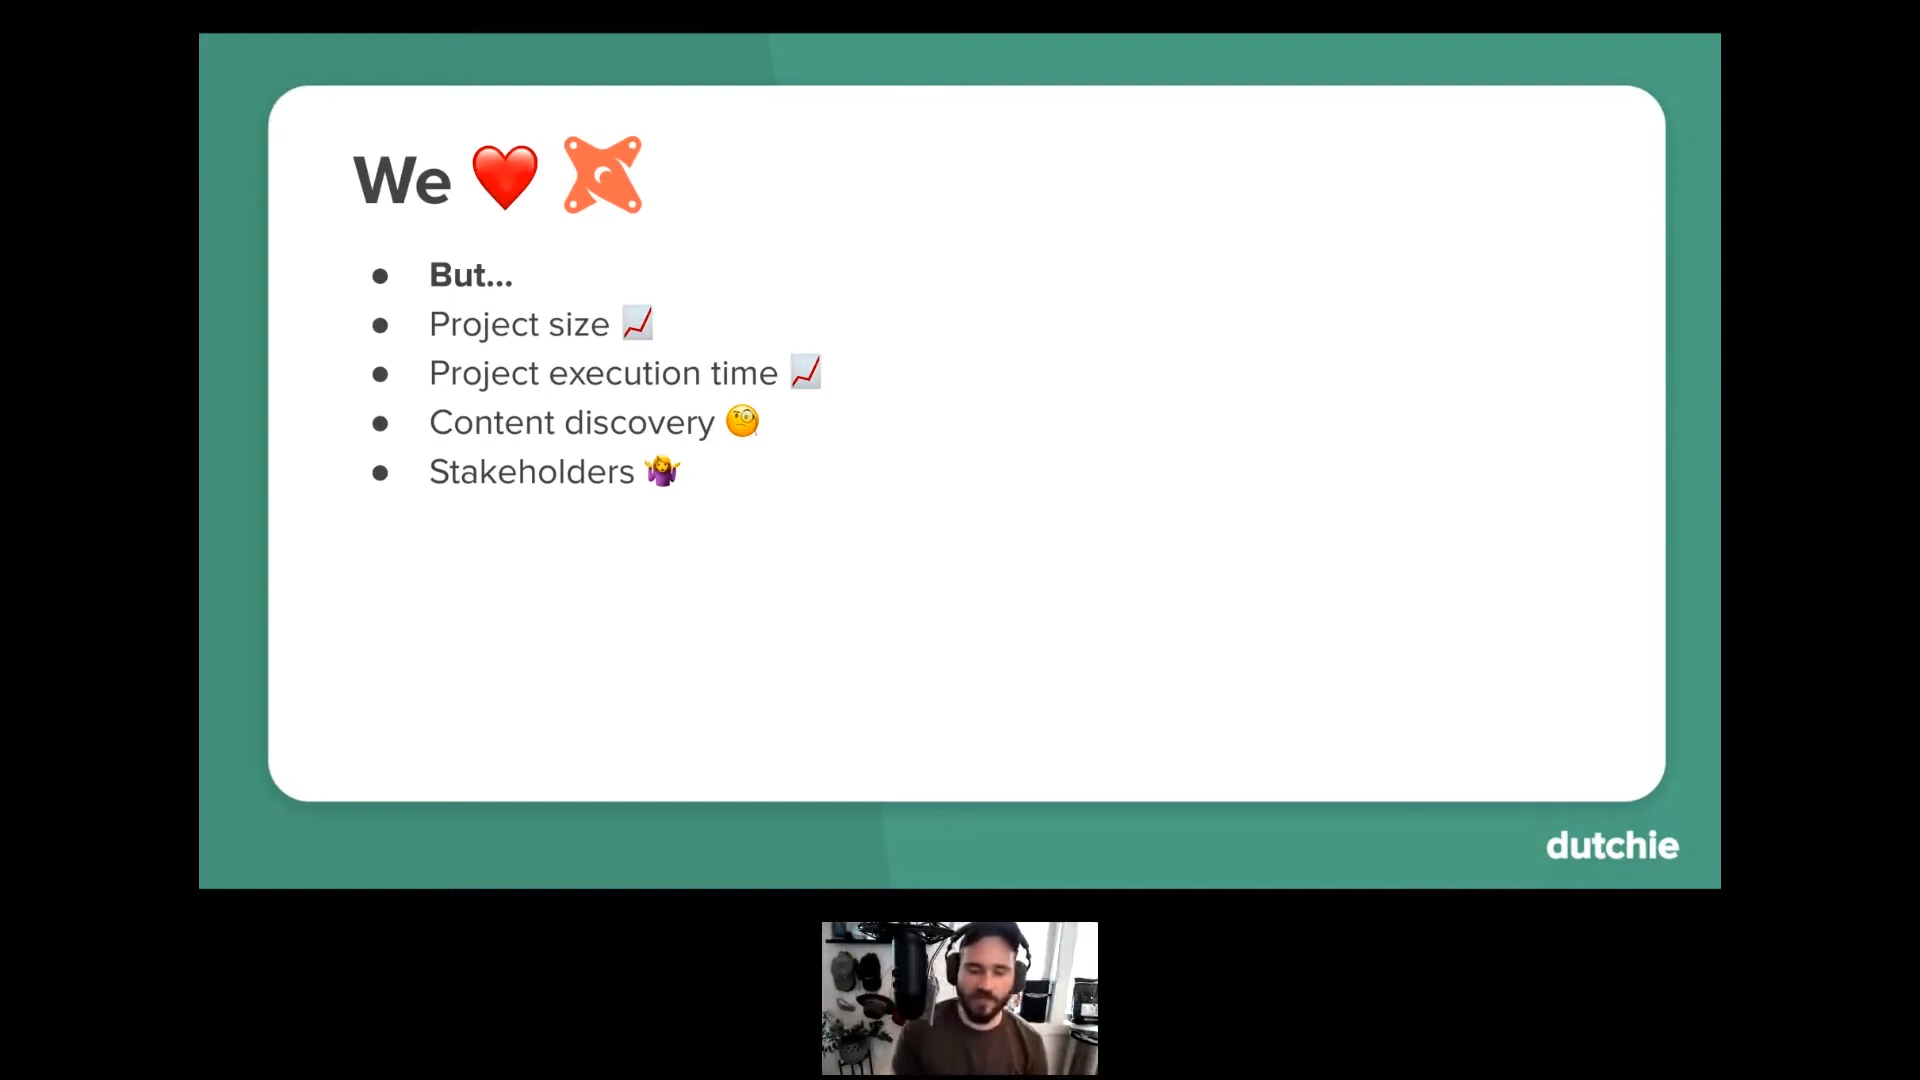 We ❤️
But...
Project size 📈
Project execution time 📈
Content discovery 🧐
Stakeholders 🤷‍♀️
dutchie